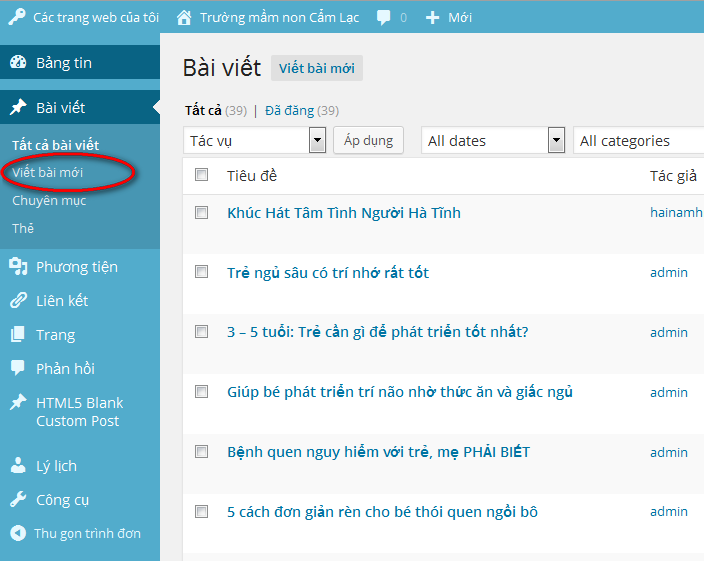 Các trang web của tôi
Trường mầm non Cẩm Lạc
0
Mới
Bảng tin
Bài viết
Tất cả bài viết
Viết bài mới
Chuyên mục
Thẻ
Phương tiện
Liên kết
Trang
Phản hồi
HTML5 Blank
Custom Post
Lý lịch
Công cụ
Thu gọn trình đơn
Bài viết Viết bài mới
Tất cả (39) | Đã đăng (39)
Tác vụ Áp dụng All dates All categories
Tiêu đề Tác giả
Khúc Hát Tâm Tình Người Hà Tĩnh hainamh
Trẻ ngủ sâu có trí nhớ rất tốt admin
3 – 5 tuổi: Trẻ cần gì để phát triển tốt nhất? admin
Giúp bé phát triển trí não nhờ thức ăn và giấc ngủ admin
Bệnh quen nguy hiểm với trẻ, mẹ PHẢI BIẾT admin
5 cách đơn giản rèn cho bé thói quen ngồi bô admin